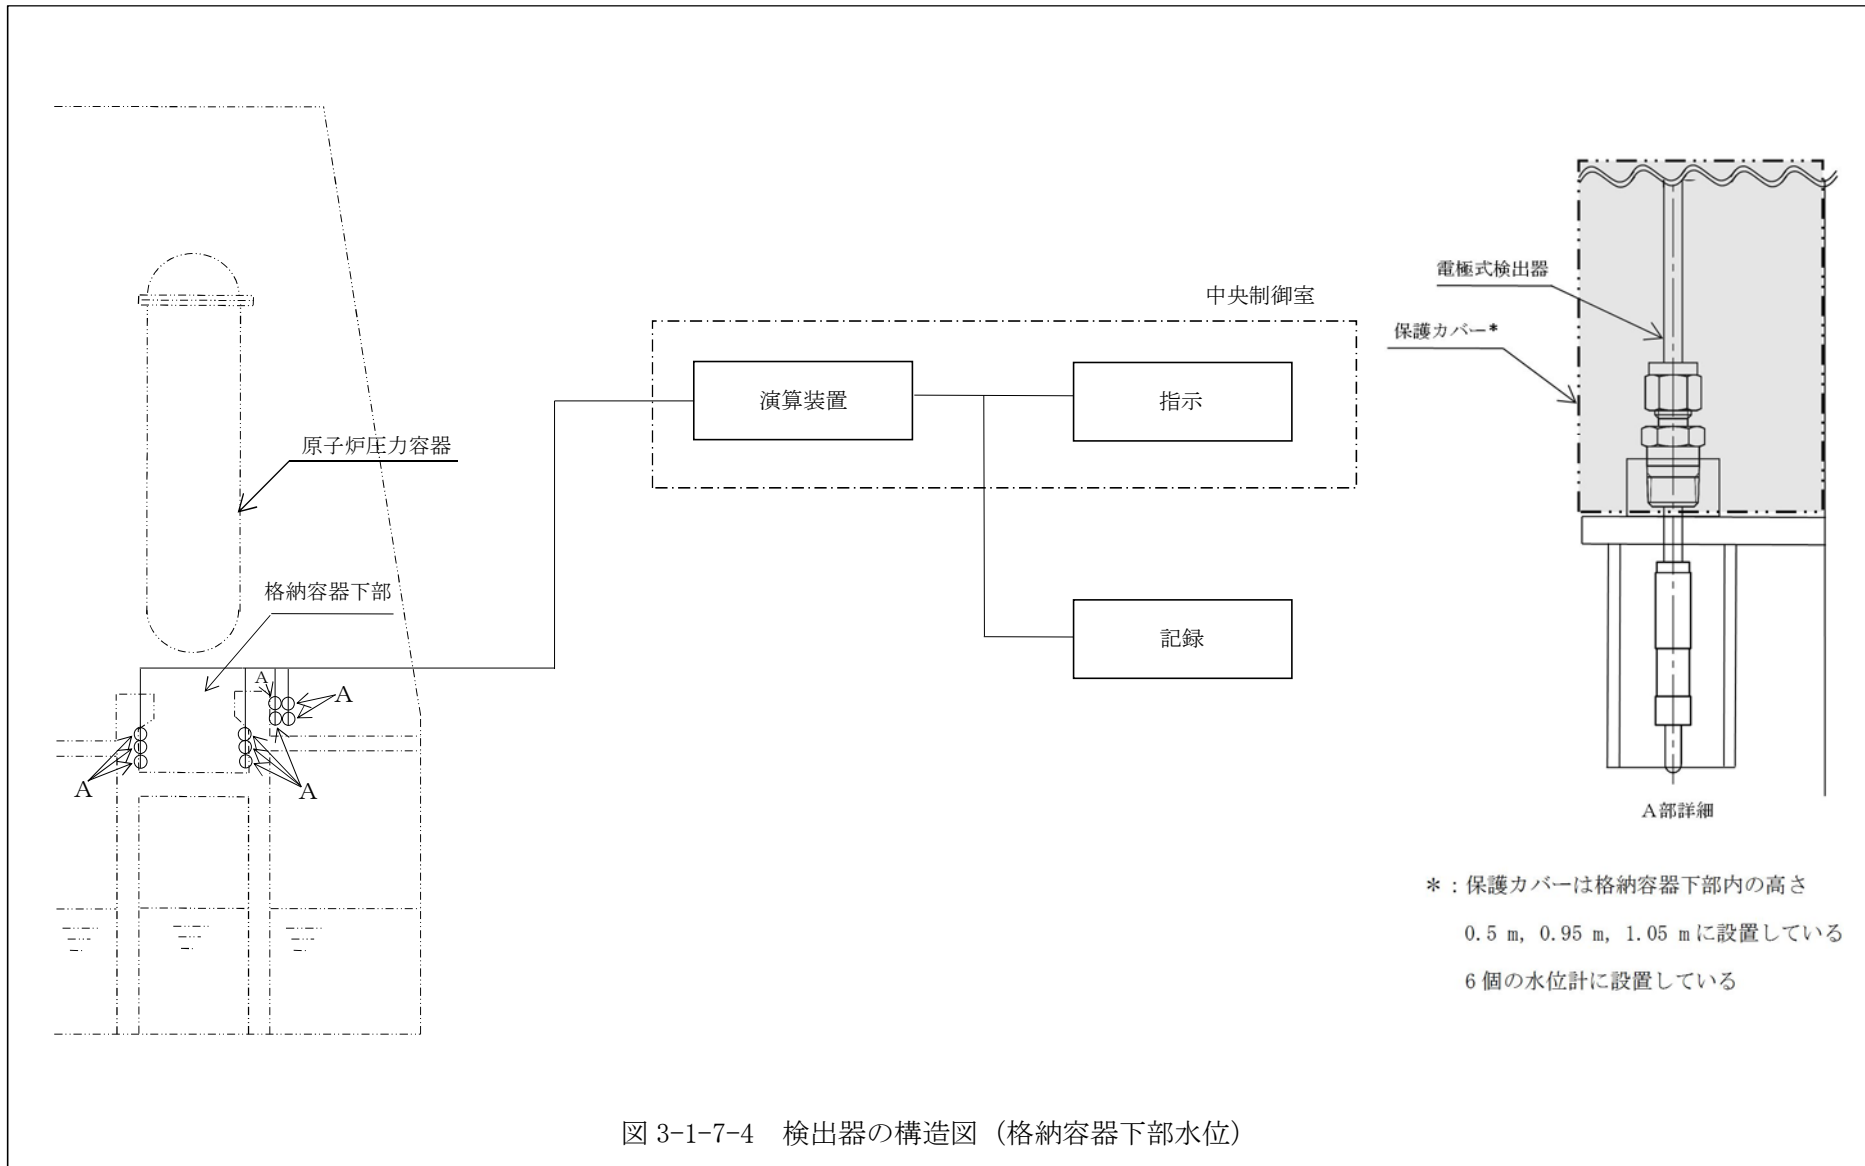 中央制御室
電極式検出器
保護カバー*
演算装置
指示
原子炉圧力容器
格納容器下部
記録
A
A
A
A
A部詳細
*：保護カバーは格納容器下部内の高さ
0.5 m, 0.95 m, 1.05 mに設置している
6個の水位計に設置している
図 3-1-7-4　検出器の構造図（格納容器下部水位）